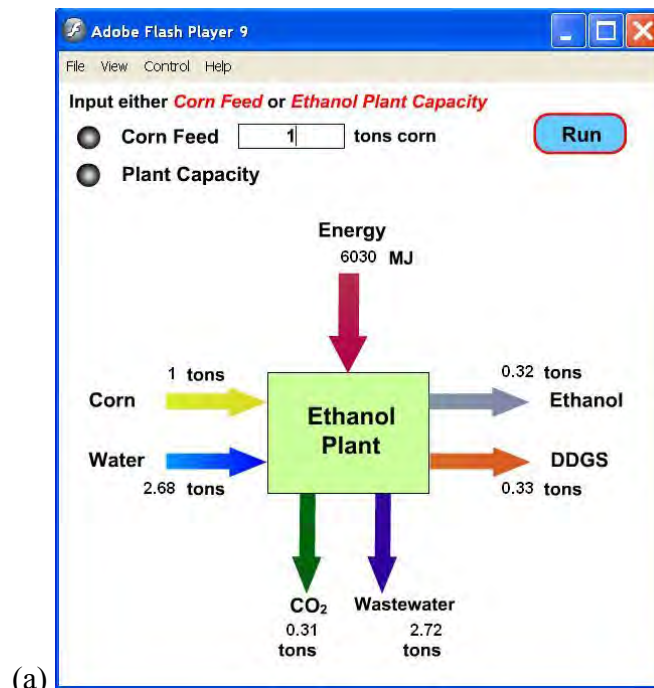 Adobe Flash Player 9
File View Control Help
Input either Corn Feed or Ethanol Plant Capacity
Corn Feed 1 tons corn Run
Plant Capacity
Energy
6030 MJ
1 tons 0.32 tons
Corn Ethanol
Ethanol
Plant
Water DDGS
2.68 tons 0.33 tons
CO₂ Wastewater
0.31 2.72
tons tons
(a)